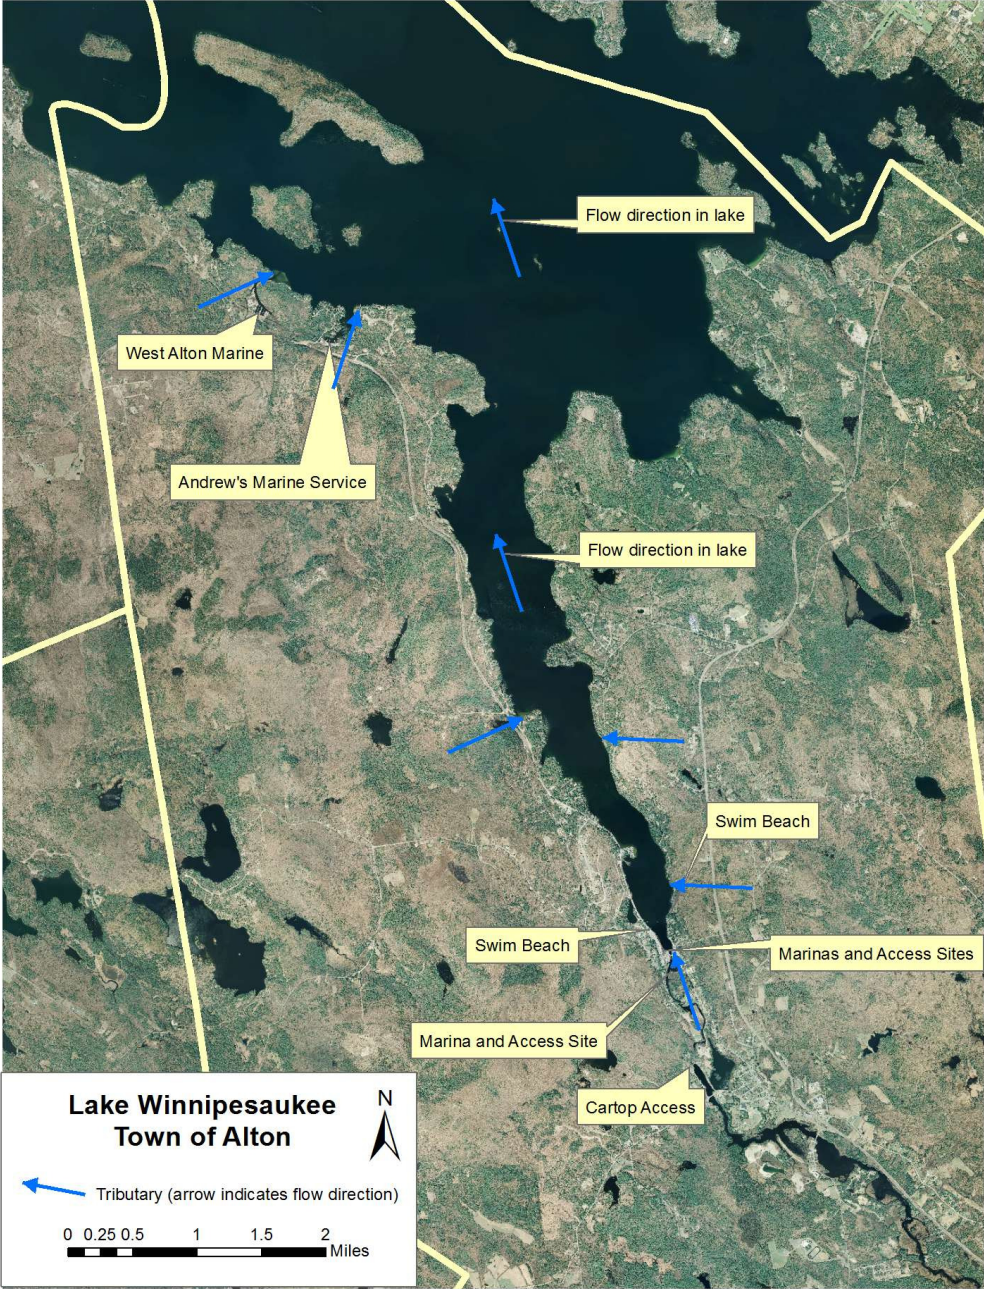 Flow direction in lake
West Alton Marine
Andrew's Marine Service
Flow direction in lake
Swim Beach
Swim Beach
Marinas and Access Sites
Marina and Access Site
Cartop Access
Lake Winnipesaukee
Town of Alton
N
Tributary (arrow indicates flow direction)
0 0.25 0.5 1 1.5 2
Miles